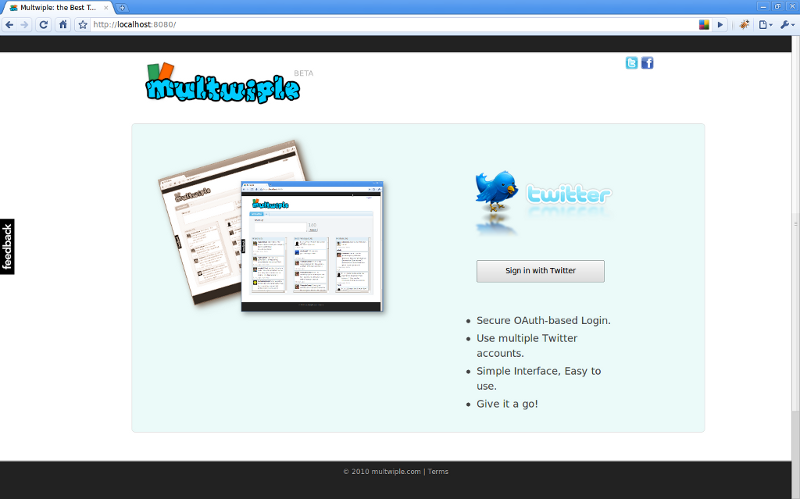 Multwiple: the Best T...
http://localhost:8080/
multwiple BETA
feedback
twitter
Sign in with Twitter
Secure OAuth-based Login.
Use multiple Twitter
accounts.
Simple Interface, Easy to
use.
Give it a go!
© 2010 multwiple.com | Terms